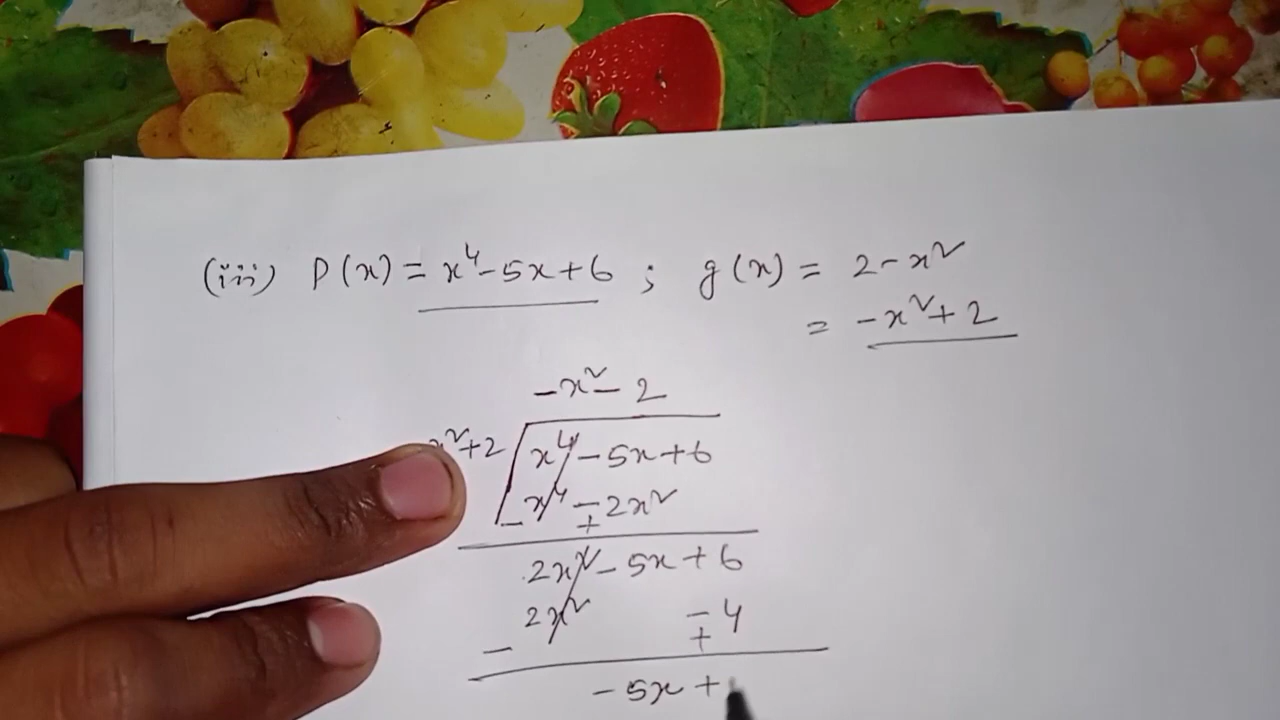 (iii) P(x) = x⁴-5x+6 ; g(x) = 2-x²
= -x²+2
-x²-2
x²+2 x⁴-5x+6
x⁴-2x²
- +
2x²-5x+6
2x² -4
- +
-5x+